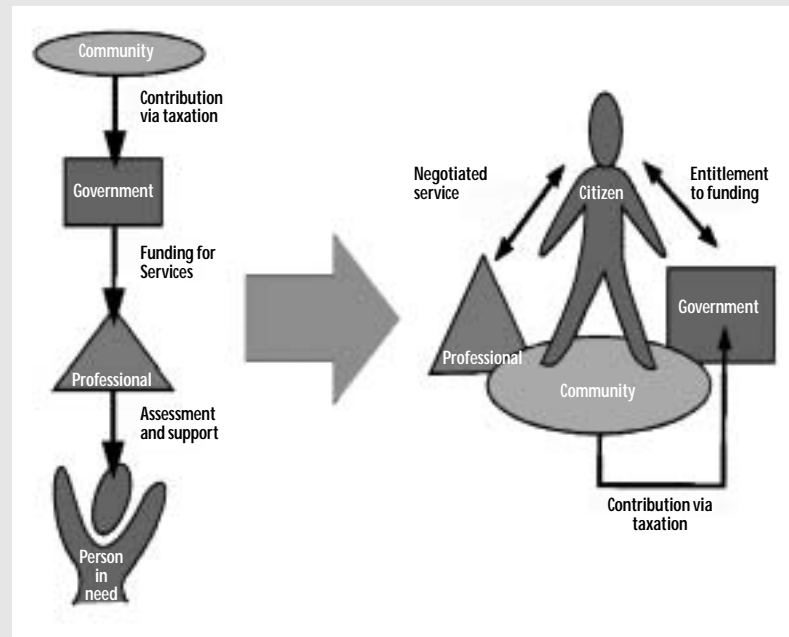 Community
Contribution
via taxation
Government
Funding for
Services
Professional
Assessment
and support
Person
in
need
Negotiated
service
Citizen
Entitlement
to funding
Government
Professional
Community
Contribution via
taxation